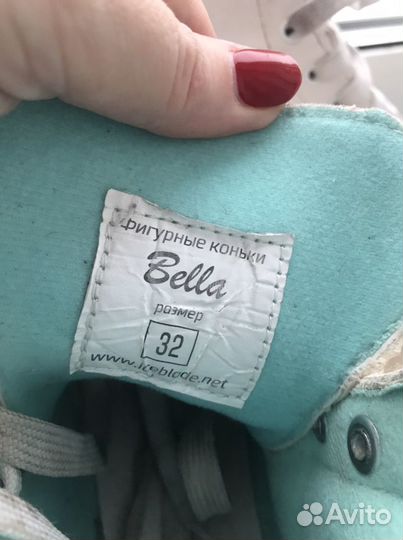 фигурные коньки
Bella
размер
32
www.iceblade.net
Avito